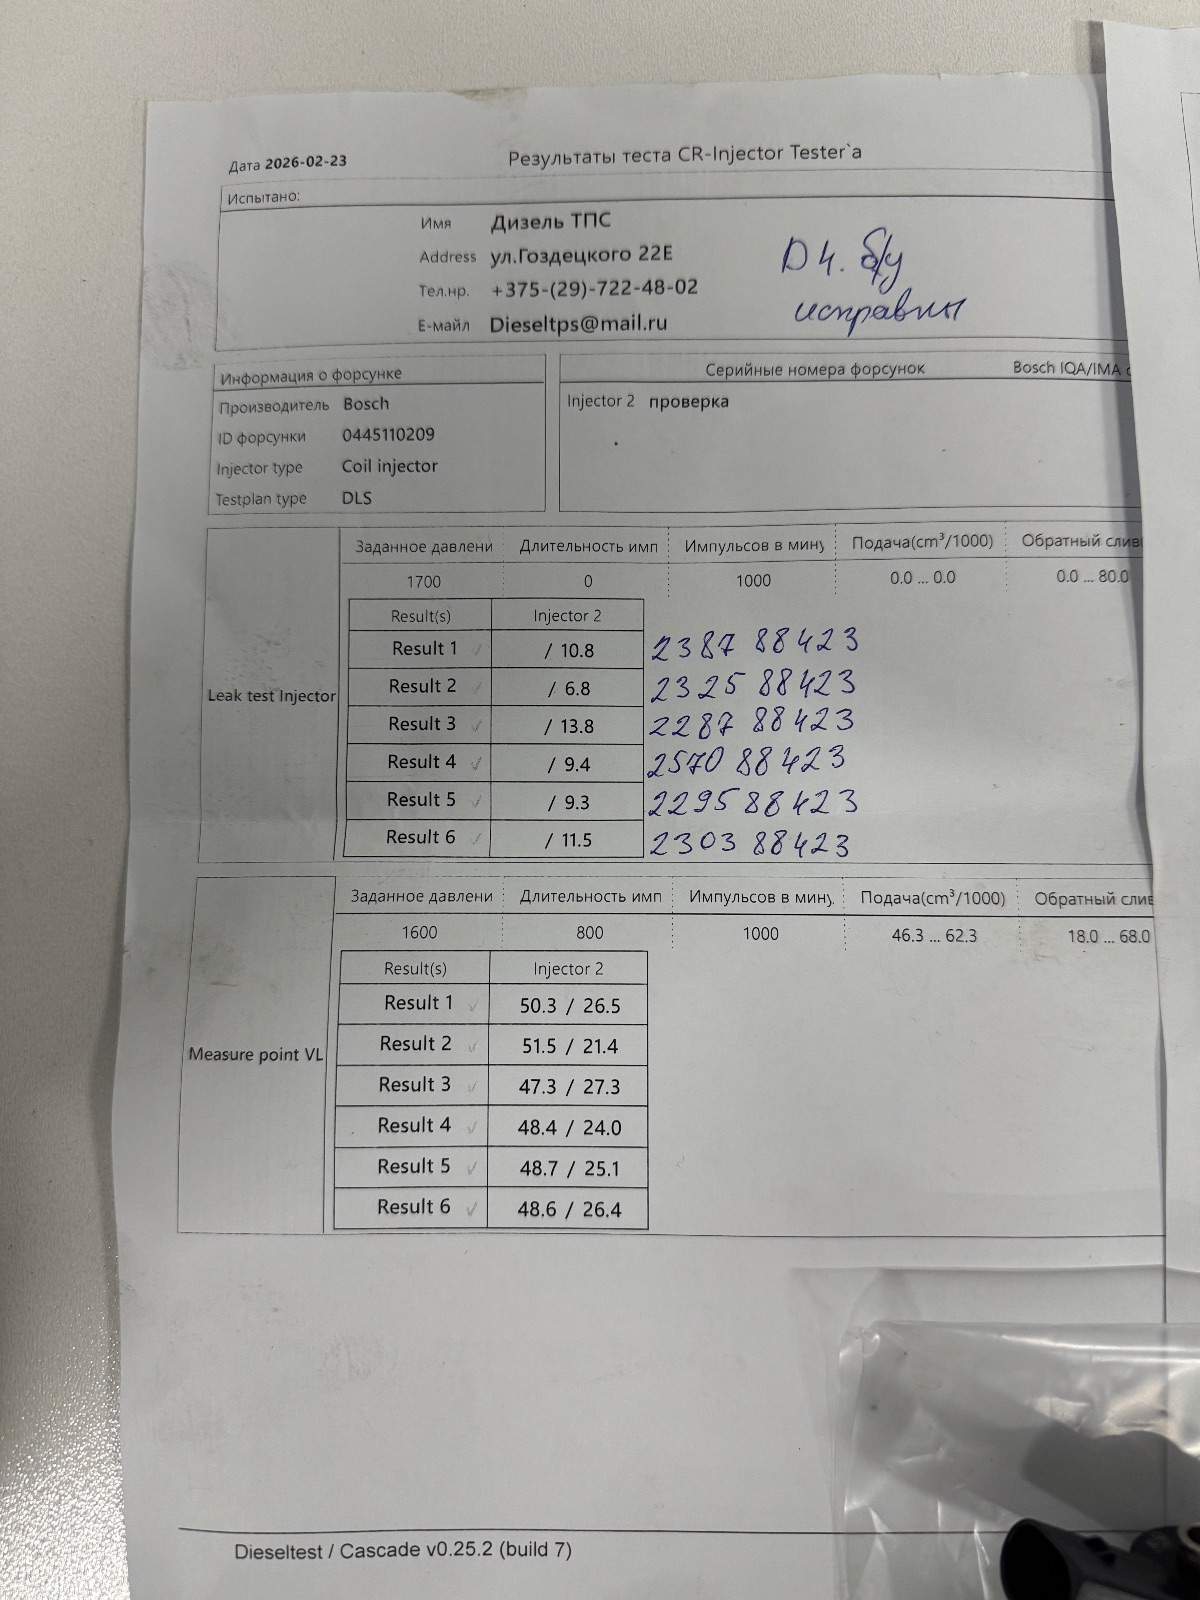 Дата 2026-02-23
Результаты теста CR-Injector Tester`а
Испытано:
Имя Дизель ТПС
Address ул.Гоздецкого 22Е
Тел.нр. +375-(29)-722-48-02
Е-майл Dieseltps@mail.ru
D4. б/у
исправны
Информация о форсунке
Производитель Bosch
ID форсунки 0445110209
Injector type Coil injector
Testplan type DLS
Серийные номера форсунок Bosch IQA/IMA
Injector 2 проверка
Leak test Injector
Заданное давлени Длительность имп Импульсов в мину Подача(cm³/1000) Обратный слив
1700 0 1000 0.0 ... 0.0 0.0 ... 80.0
Result(s) Injector 2
Result 1 / 10.8 2387 88423
Result 2 / 6.8 2325 88423
Result 3 / 13.8 2287 88423
Result 4 / 9.4 2570 88423
Result 5 / 9.3 2295 88423
Result 6 / 11.5 2303 88423
Measure point VL
Заданное давлени Длительность имп Импульсов в мину. Подача(cm³/1000) Обратный слив
1600 800 1000 46.3 ... 62.3 18.0 ... 68.0
Result(s) Injector 2
Result 1 50.3 / 26.5
Result 2 51.5 / 21.4
Result 3 47.3 / 27.3
Result 4 48.4 / 24.0
Result 5 48.7 / 25.1
Result 6 48.6 / 26.4
Dieseltest / Cascade v0.25.2 (build 7)